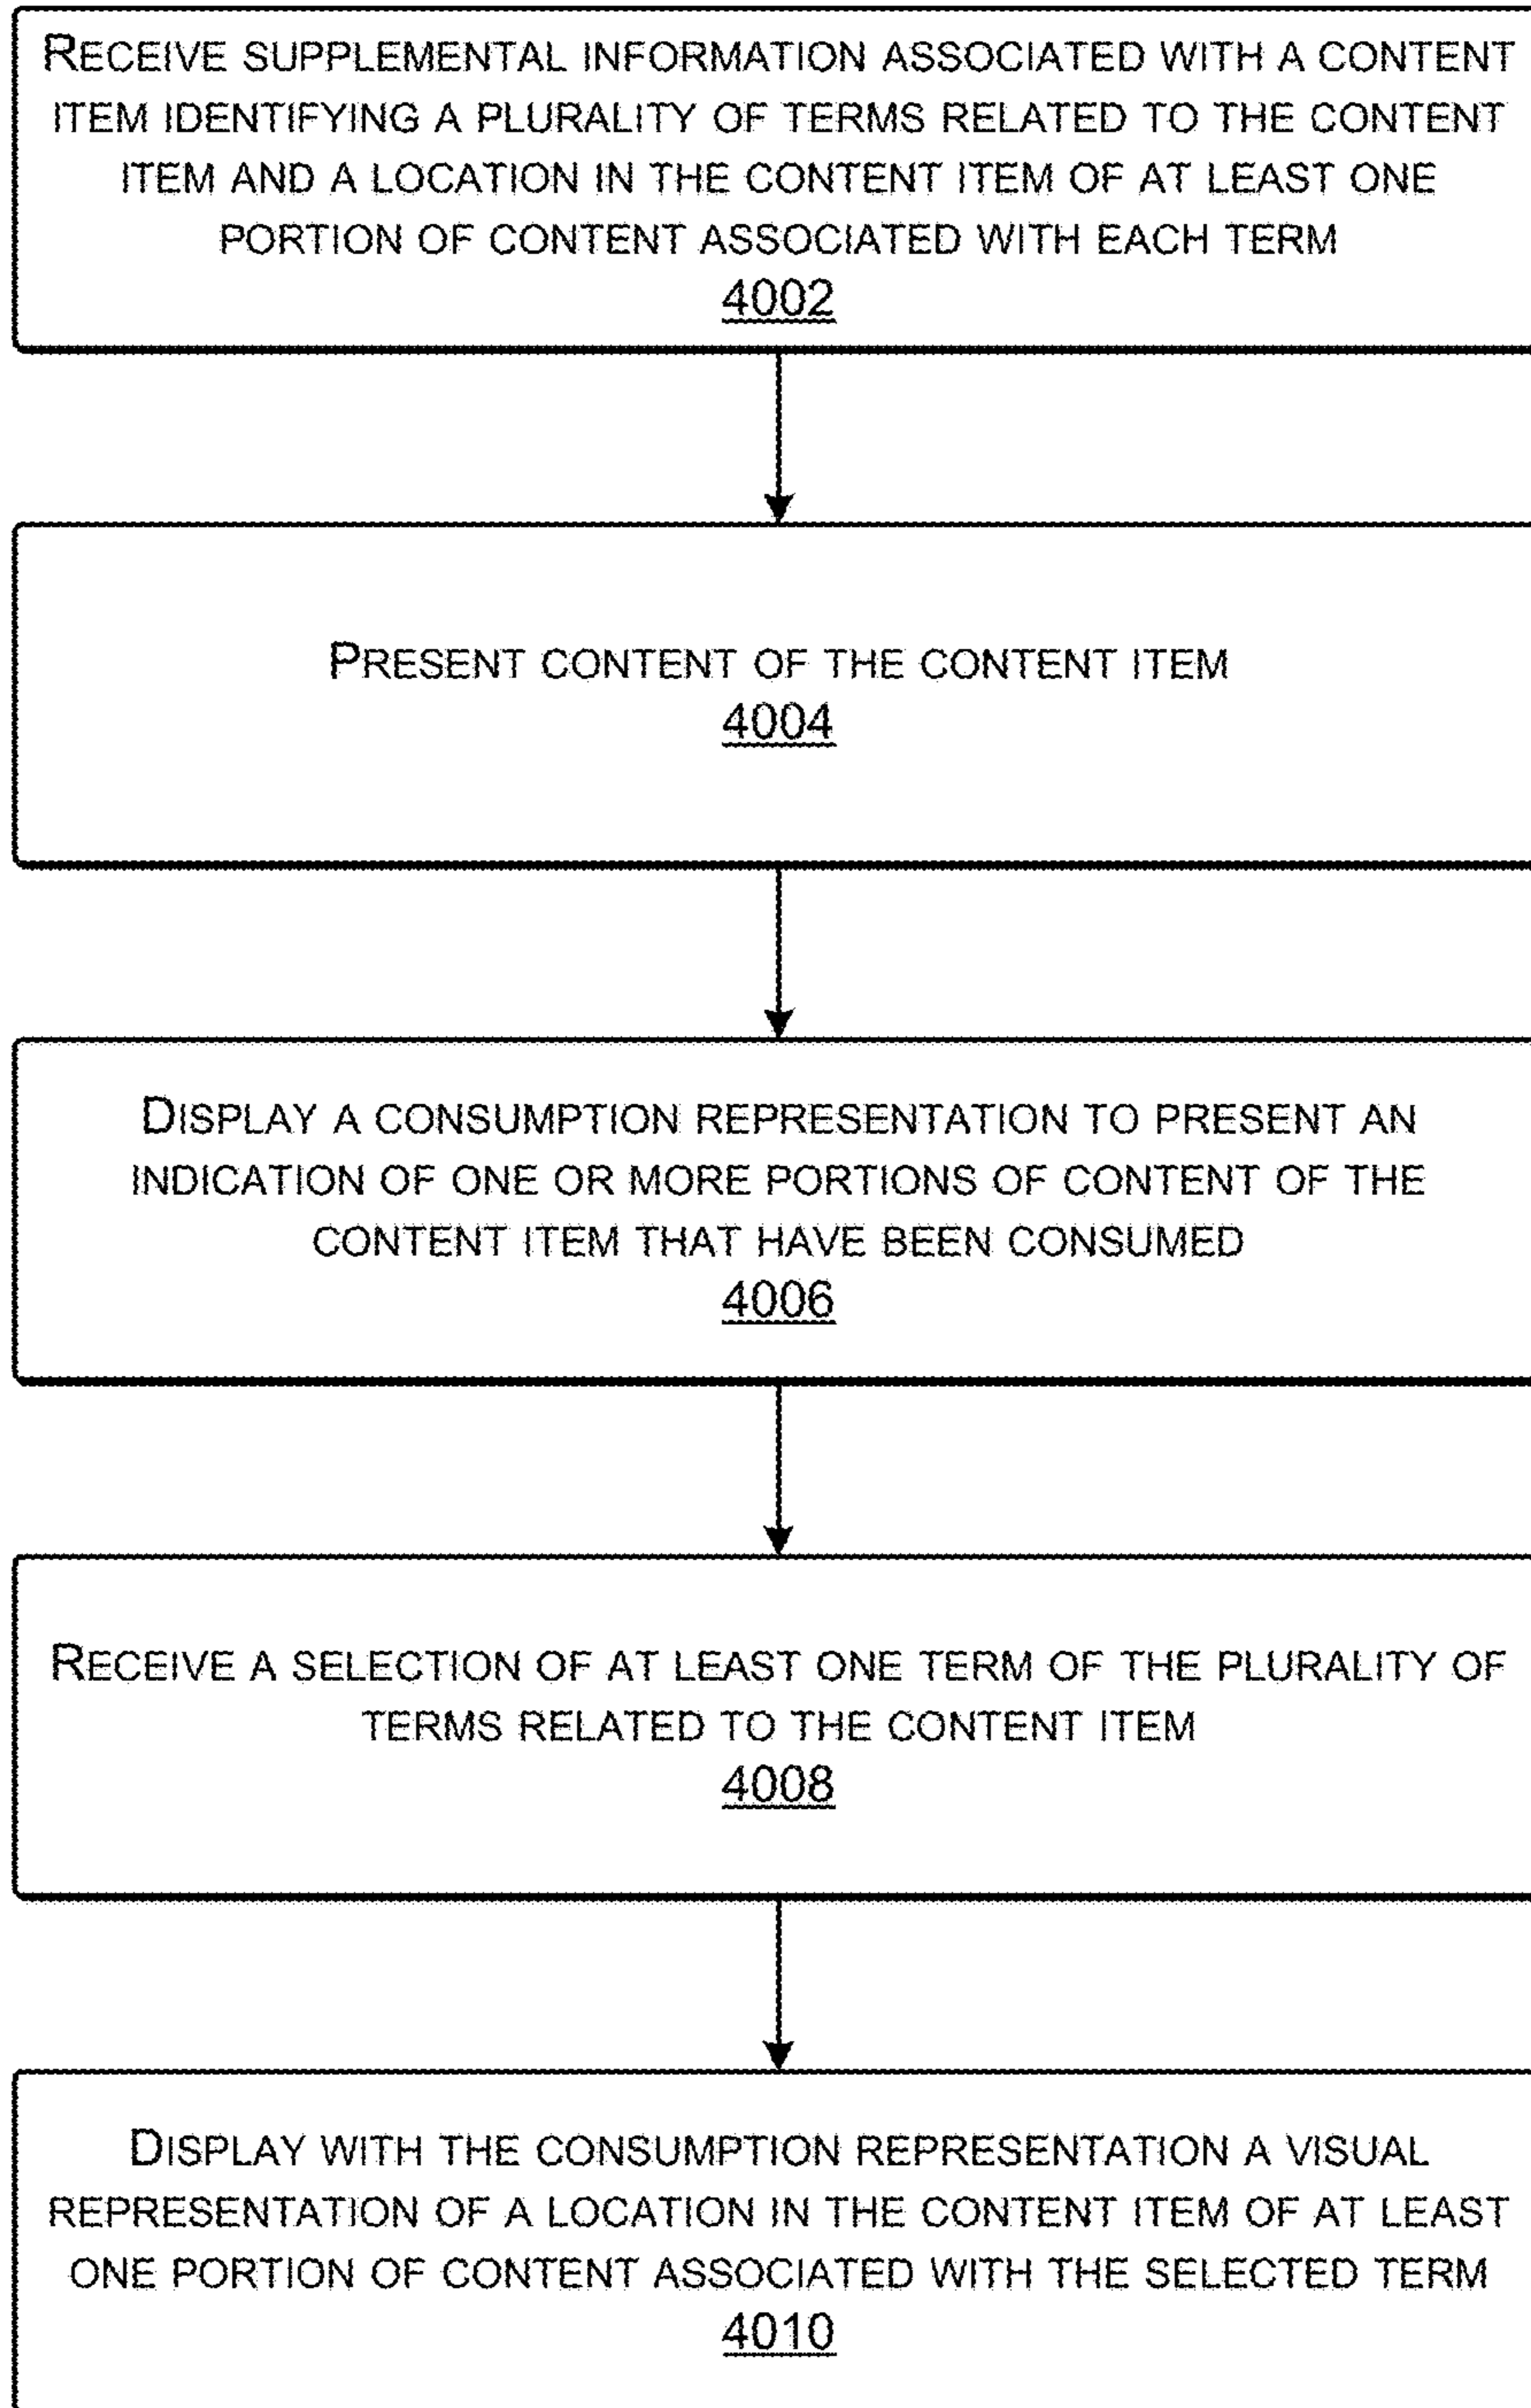 RECEIVE SUPPLEMENTAL INFORMATION ASSOCIATED WITH A CONTENT
ITEM IDENTIFYING A PLURALITY OF TERMS RELATED TO THE CONTENT
ITEM AND A LOCATION IN THE CONTENT ITEM OF AT LEAST ONE
PORTION OF CONTENT ASSOCIATED WITH EACH TERM
4002
PRESENT CONTENT OF THE CONTENT ITEM
4004
DISPLAY A CONSUMPTION REPRESENTATION TO PRESENT AN
INDICATION OF ONE OR MORE PORTIONS OF CONTENT OF THE
CONTENT ITEM THAT HAVE BEEN CONSUMED
4006
RECEIVE A SELECTION OF AT LEAST ONE TERM OF THE PLURALITY OF
TERMS RELATED TO THE CONTENT ITEM
4008
DISPLAY WITH THE CONSUMPTION REPRESENTATION A VISUAL
REPRESENTATION OF A LOCATION IN THE CONTENT ITEM OF AT LEAST
ONE PORTION OF CONTENT ASSOCIATED WITH THE SELECTED TERM
4010